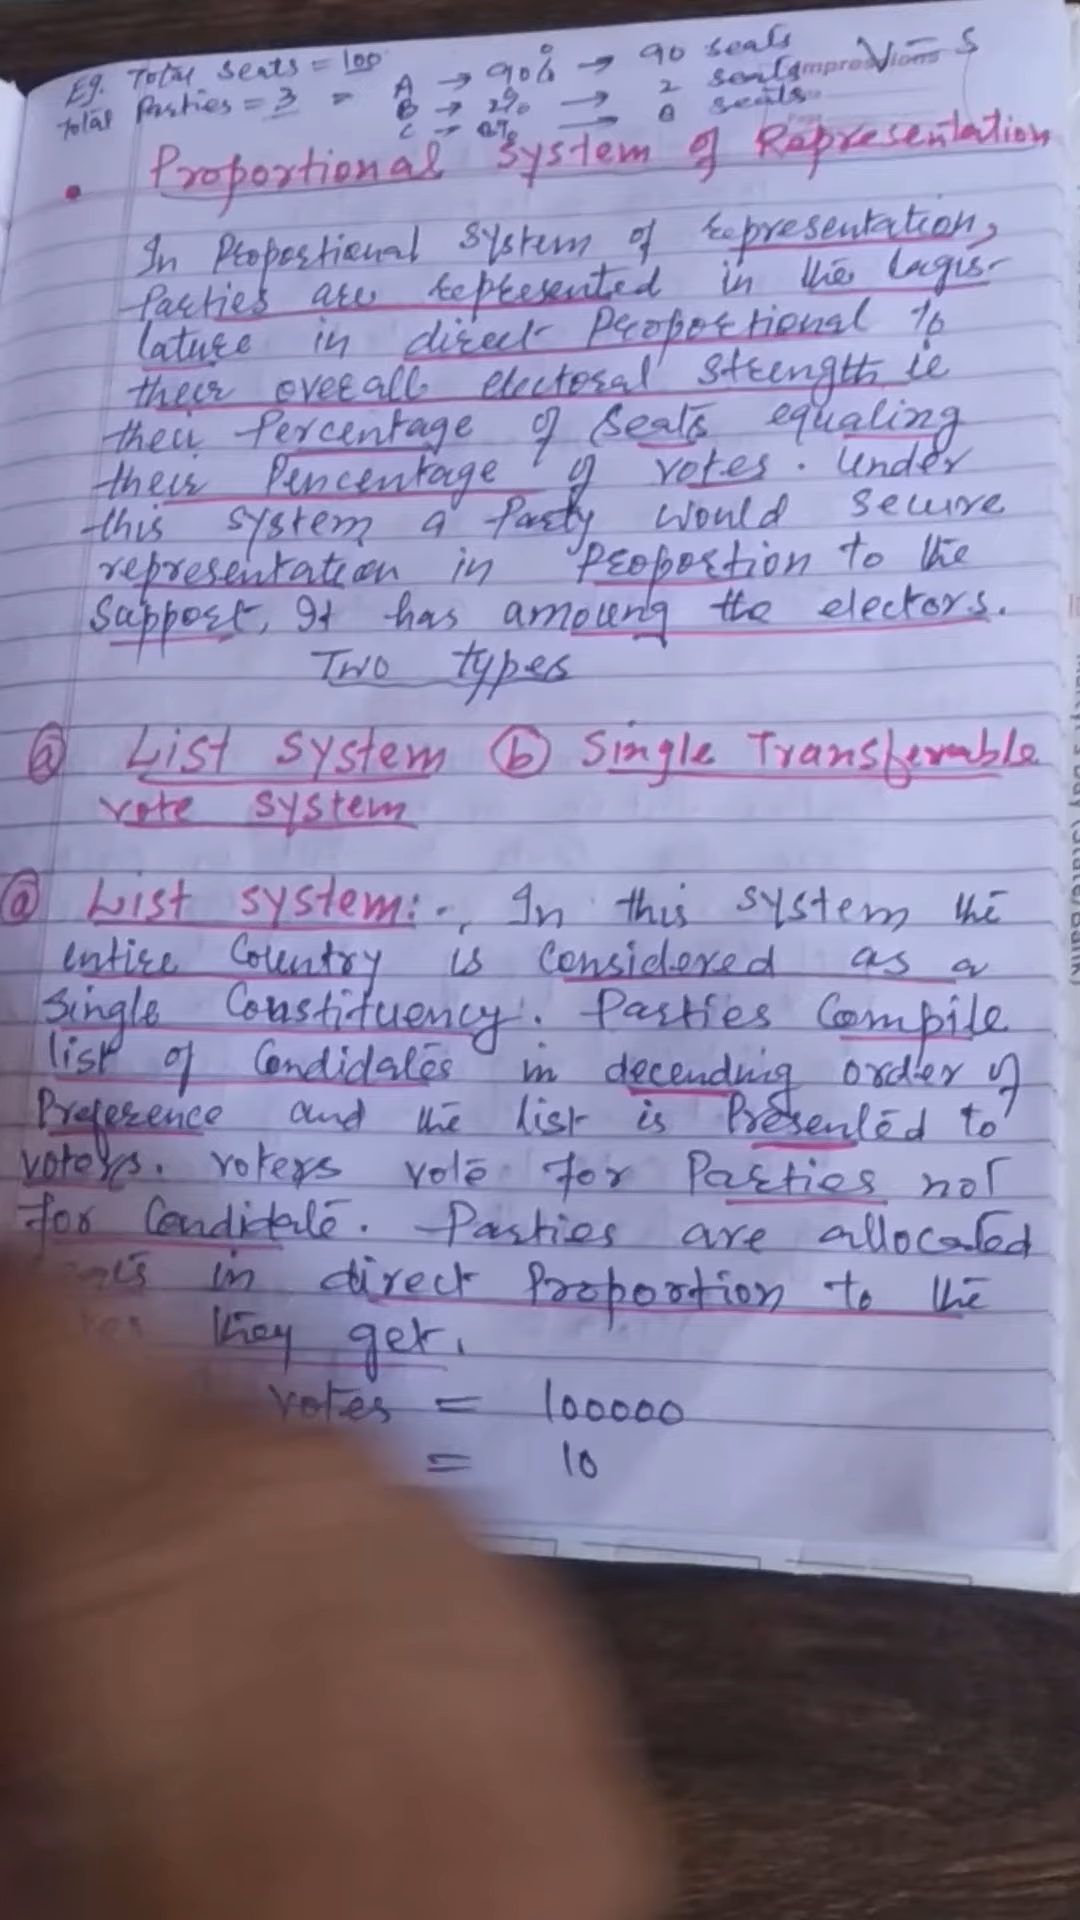 Eg. Total Seats = 100 A → 90% → 90 seats V = S
Total Parties = 3 = B → 2% → 2 seats
C → 0% → 0 seats
Proportional System of Representation
In Propostional System of representation,
Parties are represented in the Legis-
lature in direct Proportional to
their overall electoral strength ie
their Percentage of Seats equaling
their Pencentage of votes. Under
this system a Party would secure
representation in Proportion to the
Support, It has amoung the electors.
Two types
(a) List System (b) Single Transferable
vote system
(a) List system:-. In this system the
entire Country is Considered as a
Single Constituency. Parties Compile
list of Candidates in decending order of
Preference and the list is Presented to
voters. voters vote for Parties not
for Candidate. Parties are allocated
in direct Proportion to the
they get.
votes = 100000
= 10